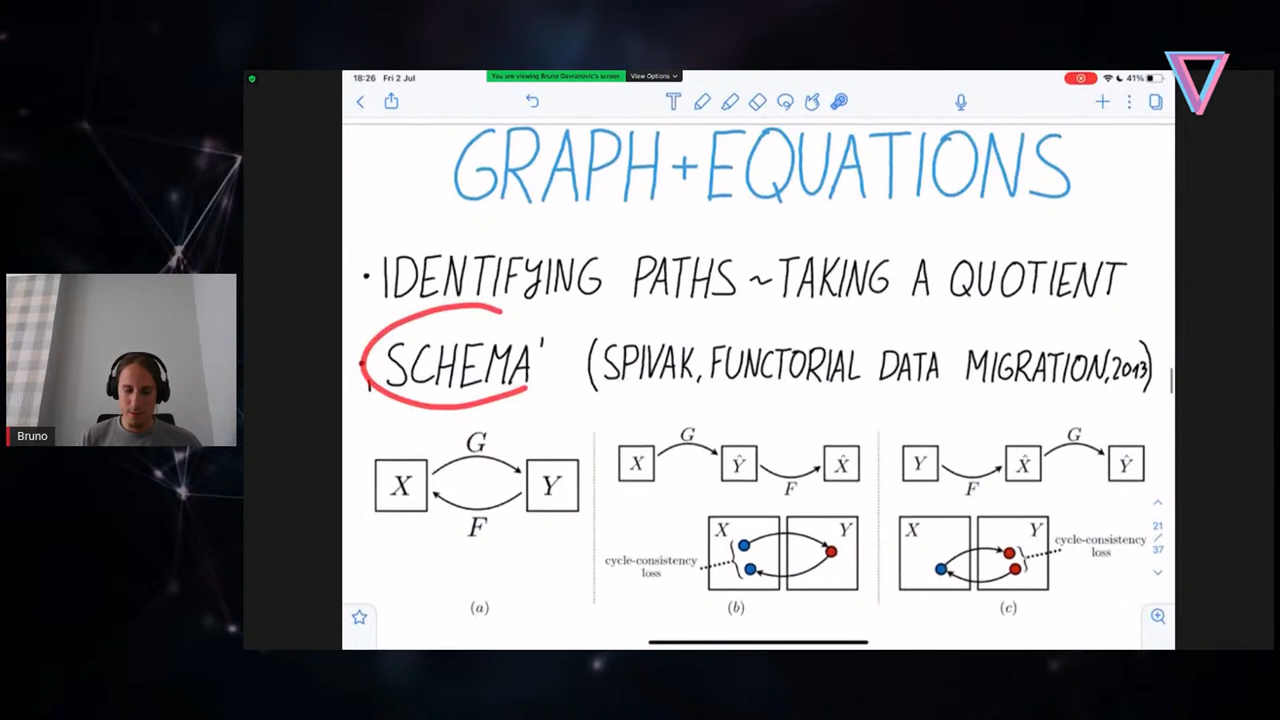 18:26 Fri 2 Jul
You are viewing Bruno Gavranovic's screen View Options
41%
GRAPH+EQUATIONS
• IDENTIFYING PATHS ~ TAKING A QUOTIENT
• 'SCHEMA' (SPIVAK, FUNCTORIAL DATA MIGRATION, 2013)
Bruno
G
X Y
F
(a)
G
X Ŷ X̂
F
X Y
cycle-consistency
loss
(b)
G
Y X̂ Ŷ
F
X Y
cycle-consistency
loss
(c)
21
/
37